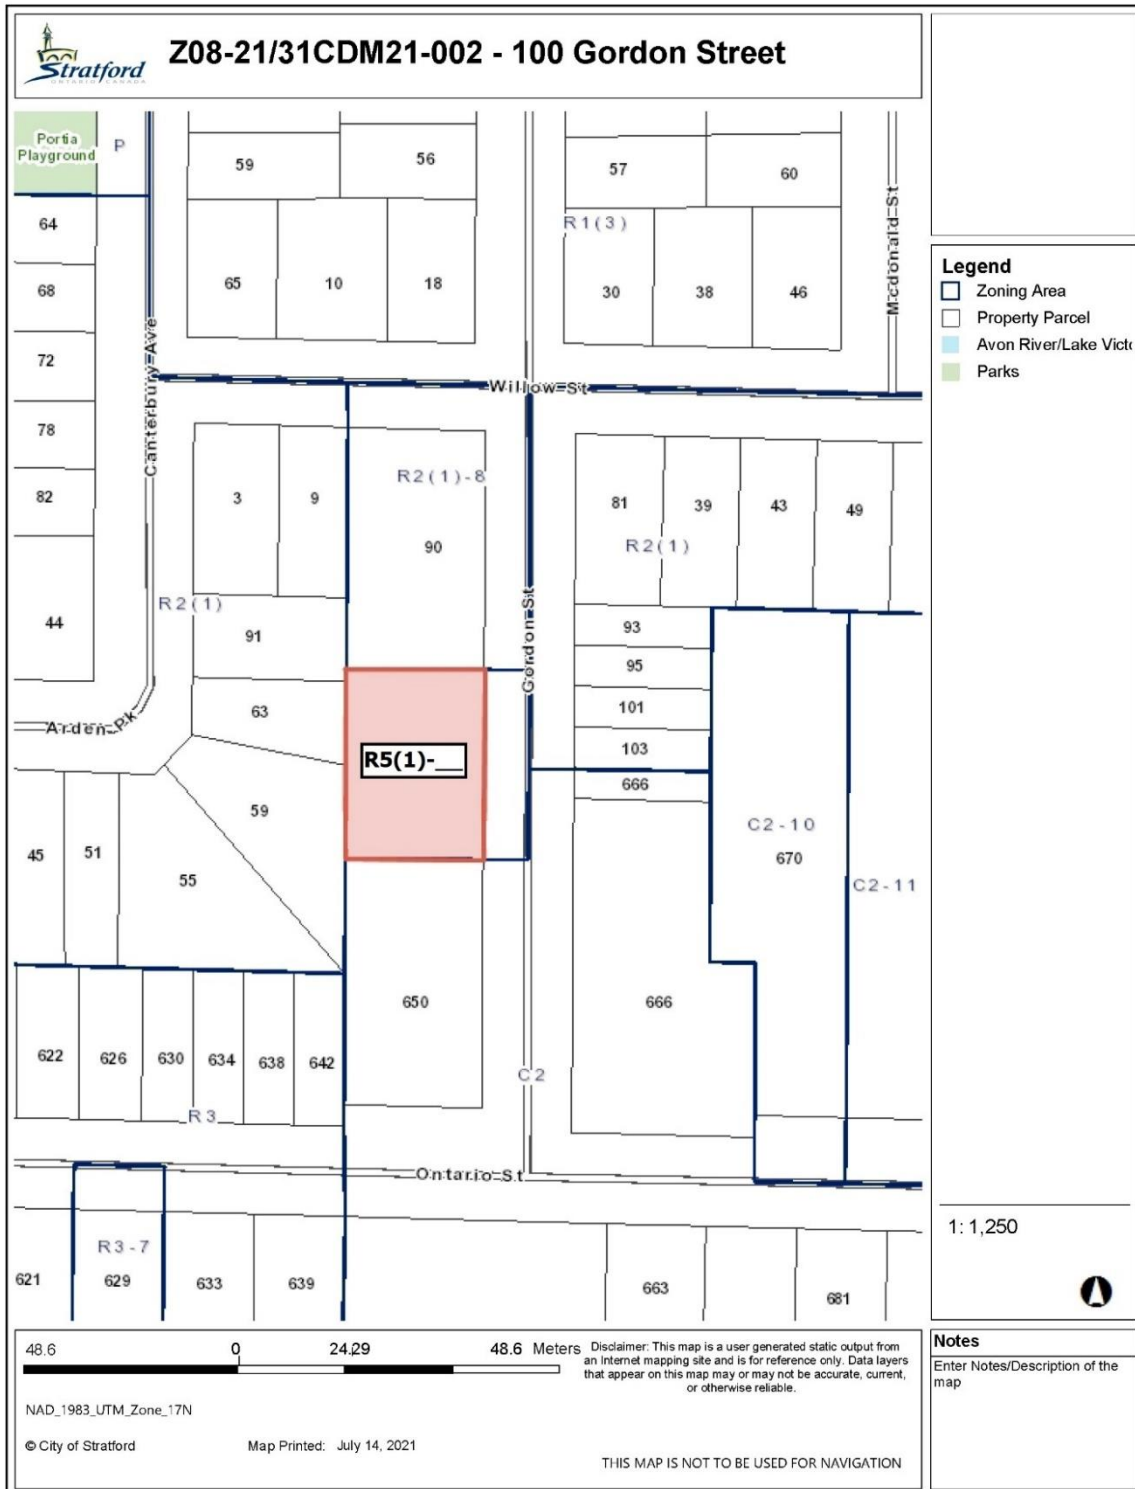 Stratford
ONTARIO CANADA
Z08-21/31CDM21-002 - 100 Gordon Street
Portia
Playground
P
59
56
57
60
64
R1(3)
Mcdonald St
68
65
10
18
30
38
46
72
Canterbury Ave
Willow St
78
82
3
9
R2(1)-8
90
81
39
43
49
R2(1)
R2(1)
44
91
93
Gordon St
95
63
101
Arden Pk
103
R5(1)-__
666
59
C2-10
670
45
51
55
C2-11
650
666
622
626
630
634
638
642
C2
R3
Ontario St
R3-7
621
629
633
639
663
681
Legend
Zoning Area
Property Parcel
Avon River/Lake Victo
Parks
1: 1,250
48.6
0
24.29
48.6 Meters
Disclaimer: This map is a user generated static output from
an Internet mapping site and is for reference only. Data layers
that appear on this map may or may not be accurate, current,
or otherwise reliable.
NAD_1983_UTM_Zone_17N
© City of Stratford
Map Printed: July 14, 2021
THIS MAP IS NOT TO BE USED FOR NAVIGATION
Notes
Enter Notes/Description of the
map